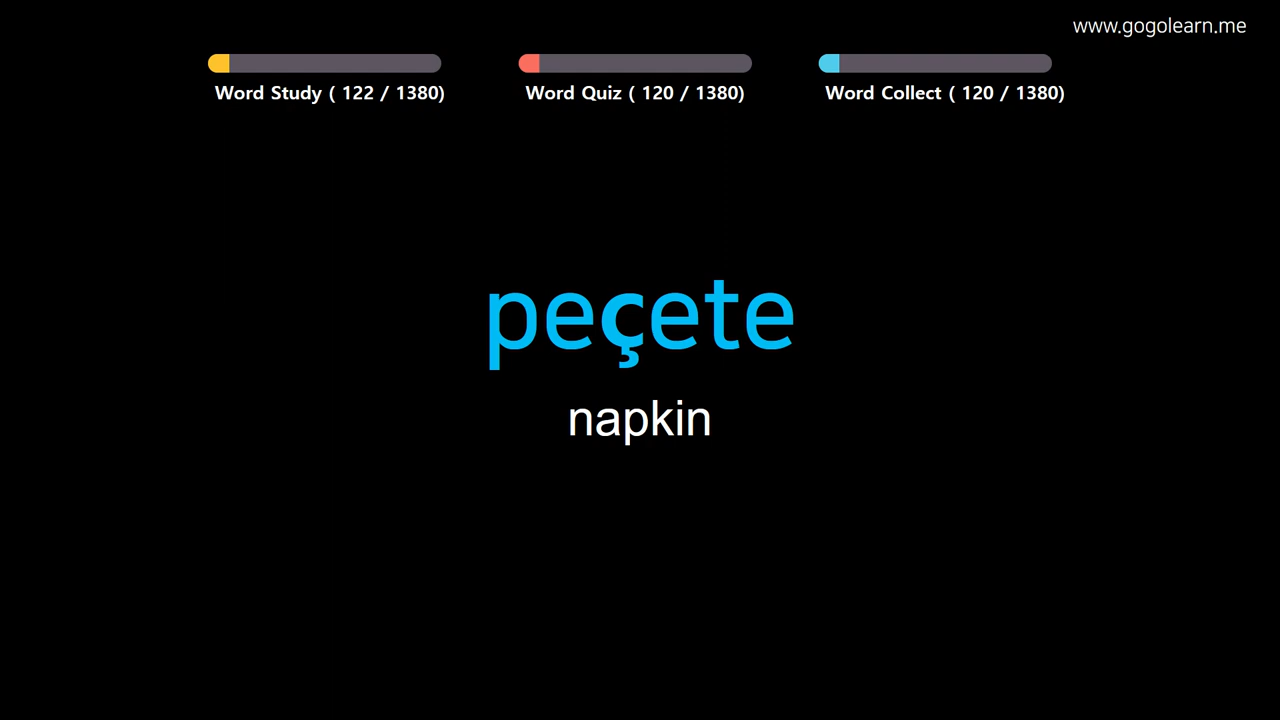 www.gogolearn.me
Word Study ( 122 / 1380)
Word Quiz ( 120 / 1380)
Word Collect ( 120 / 1380)
peçete
napkin